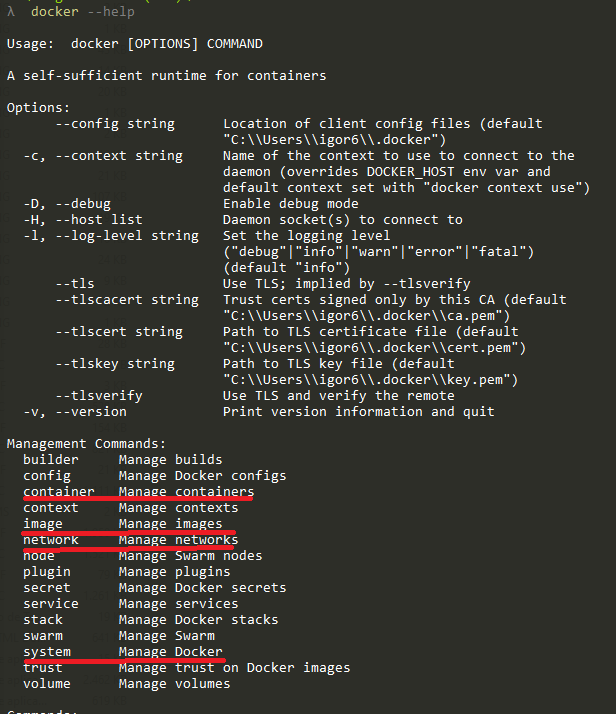 λ docker --help
Usage:  docker [OPTIONS] COMMAND
A self-sufficient runtime for containers
Options:
      --config string      Location of client config files (default
                           "C:\\Users\\igor6\\.docker")
  -c, --context string     Name of the context to use to connect to the
                           daemon (overrides DOCKER_HOST env var and
                           default context set with "docker context use")
  -D, --debug              Enable debug mode
  -H, --host list          Daemon socket(s) to connect to
  -l, --log-level string   Set the logging level
                           ("debug"|"info"|"warn"|"error"|"fatal")
                           (default "info")
      --tls                Use TLS; implied by --tlsverify
      --tlscacert string   Trust certs signed only by this CA (default
                           "C:\\Users\\igor6\\.docker\\ca.pem")
      --tlscert string     Path to TLS certificate file (default
                           "C:\\Users\\igor6\\.docker\\cert.pem")
      --tlskey string      Path to TLS key file (default
                           "C:\\Users\\igor6\\.docker\\key.pem")
      --tlsverify          Use TLS and verify the remote
  -v, --version            Print version information and quit
Management Commands:
  builder     Manage builds
  config      Manage Docker configs
  container   Manage containers
  context     Manage contexts
  image       Manage images
  network     Manage networks
  node        Manage Swarm nodes
  plugin      Manage plugins
  secret      Manage Docker secrets
  service     Manage services
  stack       Manage Docker stacks
  swarm       Manage Swarm
  system      Manage Docker
  trust       Manage trust on Docker images
  volume      Manage volumes